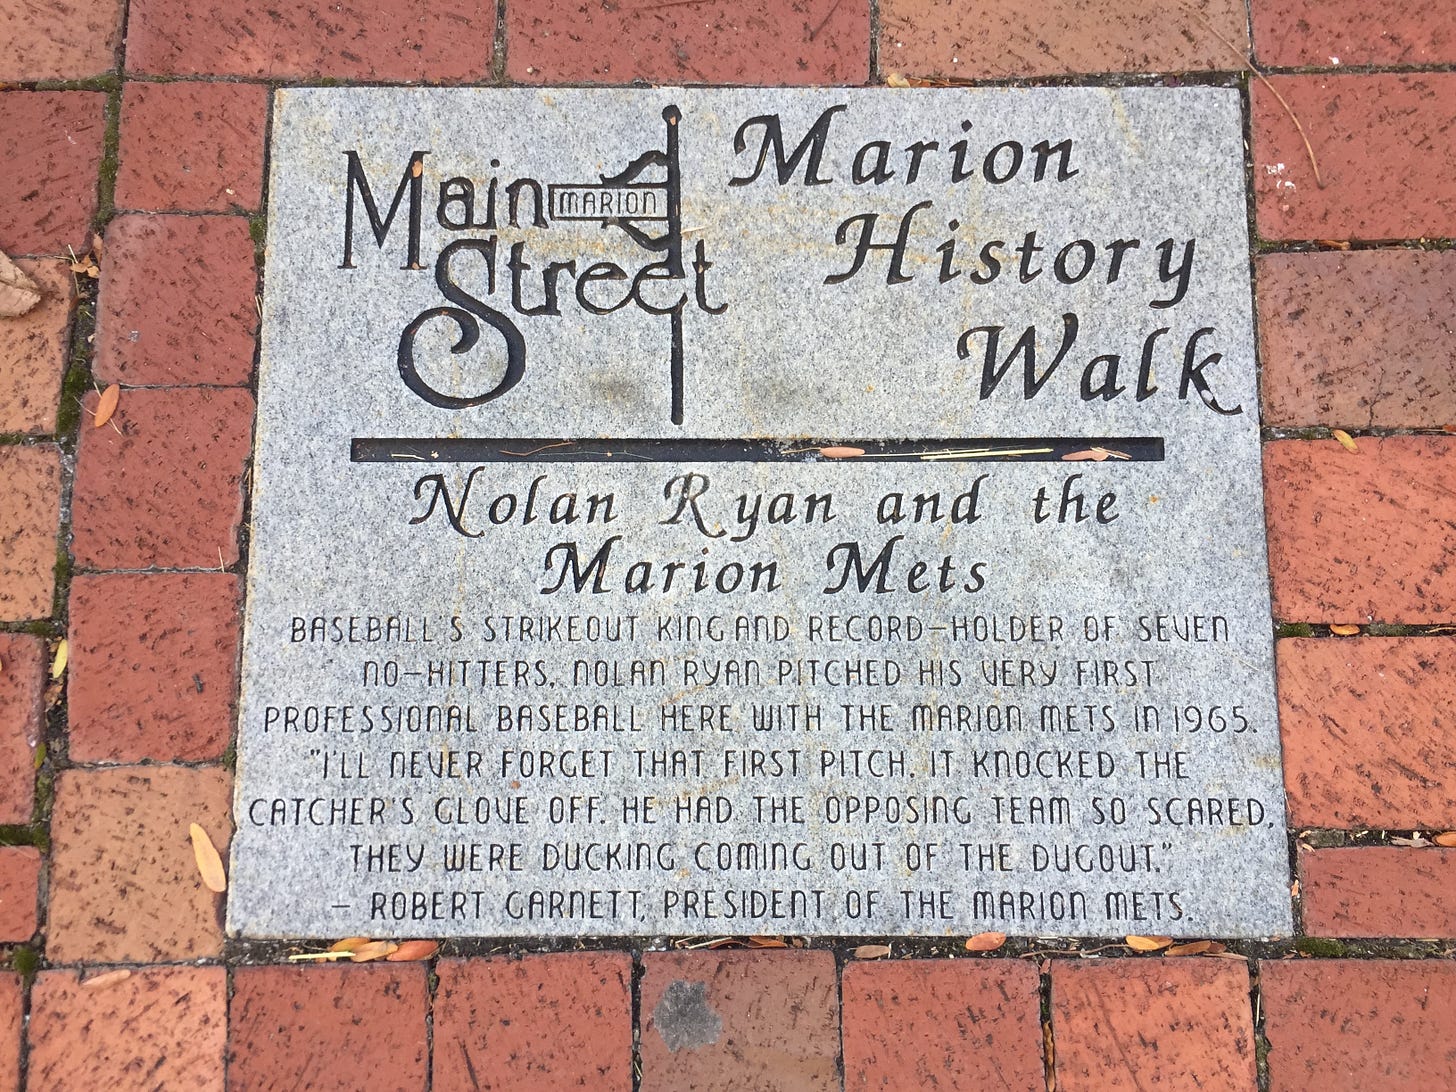 Main
MARION
Street
Marion
History
Walk
Nolan Ryan and the
Marion Mets
BASEBALL'S STRIKEOUT KING AND RECORD-HOLDER OF SEVEN
NO-HITTERS, NOLAN RYAN PITCHED HIS VERY FIRST
PROFESSIONAL BASEBALL HERE WITH THE MARION METS IN 1965.
"I'LL NEVER FORGET THAT FIRST PITCH. IT KNOCKED THE
CATCHER'S GLOVE OFF. HE HAD THE OPPOSING TEAM SO SCARED,
THEY WERE DUCKING COMING OUT OF THE DUGOUT."
- ROBERT GARNETT, PRESIDENT OF THE MARION METS.